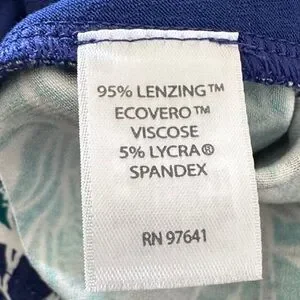 95% LENZING™
ECOVERO™
VISCOSE
5% LYCRA®
SPANDEX
RN 97641